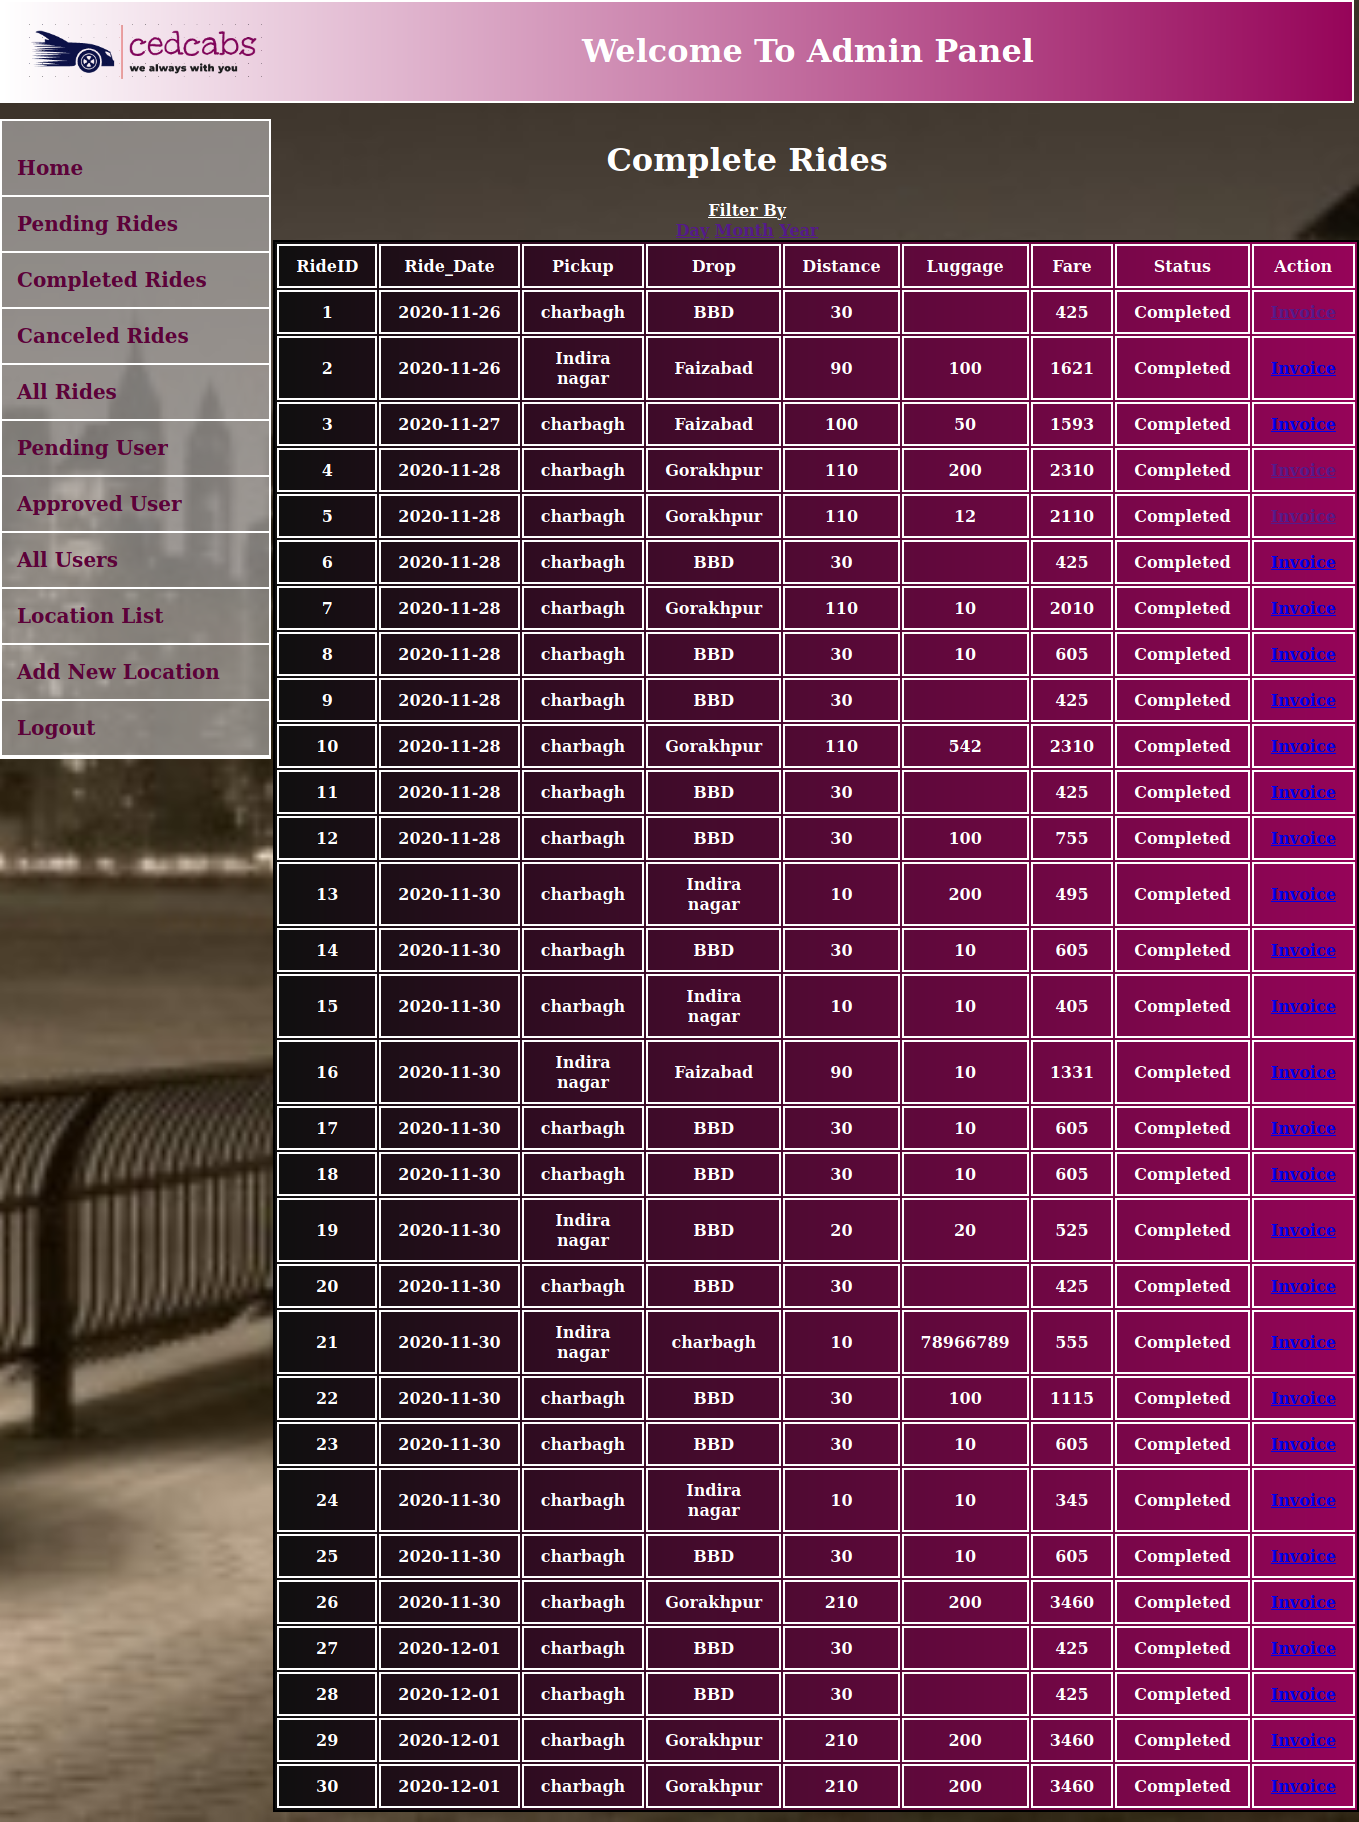 cedcabs
we always with you
Welcome To Admin Panel
Home
Pending Rides
Completed Rides
Canceled Rides
All Rides
Pending User
Approved User
All Users
Location List
Add New Location
Logout
Complete Rides
Filter By
Day Month Year
RideID Ride_Date Pickup Drop Distance Luggage Fare Status Action
1 2020-11-26 charbagh BBD 30 425 Completed Invoice
2 2020-11-26 Indira nagar Faizabad 90 100 1621 Completed Invoice
3 2020-11-27 charbagh Faizabad 100 50 1593 Completed Invoice
4 2020-11-28 charbagh Gorakhpur 110 200 2310 Completed Invoice
5 2020-11-28 charbagh Gorakhpur 110 12 2110 Completed Invoice
6 2020-11-28 charbagh BBD 30 425 Completed Invoice
7 2020-11-28 charbagh Gorakhpur 110 10 2010 Completed Invoice
8 2020-11-28 charbagh BBD 30 10 605 Completed Invoice
9 2020-11-28 charbagh BBD 30 425 Completed Invoice
10 2020-11-28 charbagh Gorakhpur 110 542 2310 Completed Invoice
11 2020-11-28 charbagh BBD 30 425 Completed Invoice
12 2020-11-28 charbagh BBD 30 100 755 Completed Invoice
13 2020-11-30 charbagh Indira nagar 10 200 495 Completed Invoice
14 2020-11-30 charbagh BBD 30 10 605 Completed Invoice
15 2020-11-30 charbagh Indira nagar 10 10 405 Completed Invoice
16 2020-11-30 Indira nagar Faizabad 90 10 1331 Completed Invoice
17 2020-11-30 charbagh BBD 30 10 605 Completed Invoice
18 2020-11-30 charbagh BBD 30 10 605 Completed Invoice
19 2020-11-30 Indira nagar BBD 20 20 525 Completed Invoice
20 2020-11-30 charbagh BBD 30 425 Completed Invoice
21 2020-11-30 Indira nagar charbagh 10 78966789 555 Completed Invoice
22 2020-11-30 charbagh BBD 30 100 1115 Completed Invoice
23 2020-11-30 charbagh BBD 30 10 605 Completed Invoice
24 2020-11-30 charbagh Indira nagar 10 10 345 Completed Invoice
25 2020-11-30 charbagh BBD 30 10 605 Completed Invoice
26 2020-11-30 charbagh Gorakhpur 210 200 3460 Completed Invoice
27 2020-12-01 charbagh BBD 30 425 Completed Invoice
28 2020-12-01 charbagh BBD 30 425 Completed Invoice
29 2020-12-01 charbagh Gorakhpur 210 200 3460 Completed Invoice
30 2020-12-01 charbagh Gorakhpur 210 200 3460 Completed Invoice